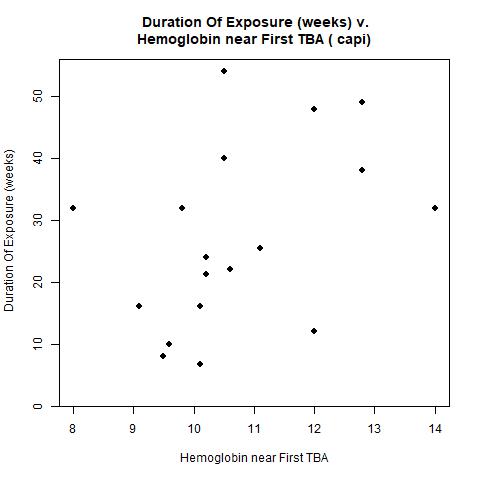 Duration Of Exposure (weeks) v.
Hemoglobin near First TBA ( capi)
Duration Of Exposure (weeks)
50
40
30
20
10
0
8 9 10 11 12 13 14
Hemoglobin near First TBA